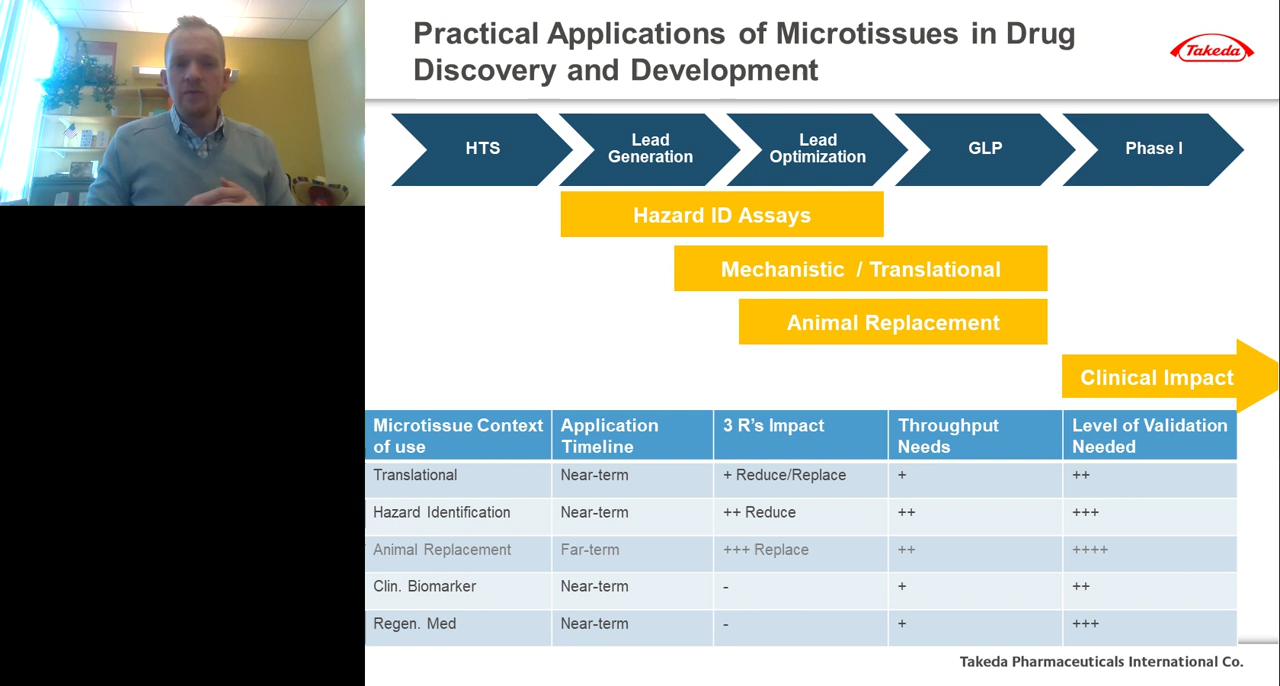 Practical Applications of Microtissues in Drug
Discovery and Development
Takeda
HTS
Lead
Generation
Lead
Optimization
GLP
Phase I
Hazard ID Assays
Mechanistic / Translational
Animal Replacement
Clinical Impact
Microtissue Context of use
Application Timeline
3 R's Impact
Throughput Needs
Level of Validation Needed
Translational Near-term + Reduce/Replace + ++
Hazard Identification Near-term ++ Reduce ++ +++
Animal Replacement Far-term +++ Replace ++ ++++
Clin. Biomarker Near-term - + ++
Regen. Med Near-term - + +++
Takeda Pharmaceuticals International Co.